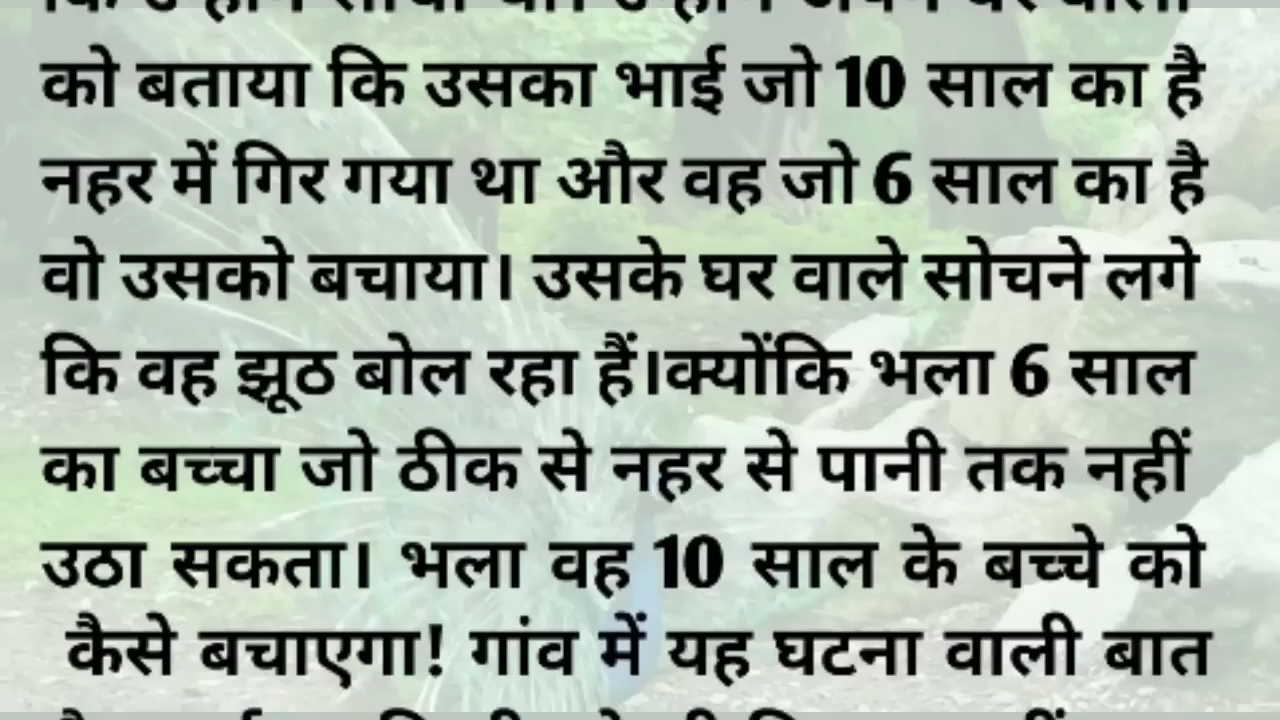 को बताया कि उसका भाई जो 10 साल का है
नहर में गिर गया था और वह जो 6 साल का है
वो उसको बचाया। उसके घर वाले सोचने लगे
कि वह झूठ बोल रहा हैं।क्योंकि भला 6 साल
का बच्चा जो ठीक से नहर से पानी तक नहीं
उठा सकता। भला वह 10 साल के बच्चे को
कैसे बचाएगा! गांव में यह घटना वाली बात